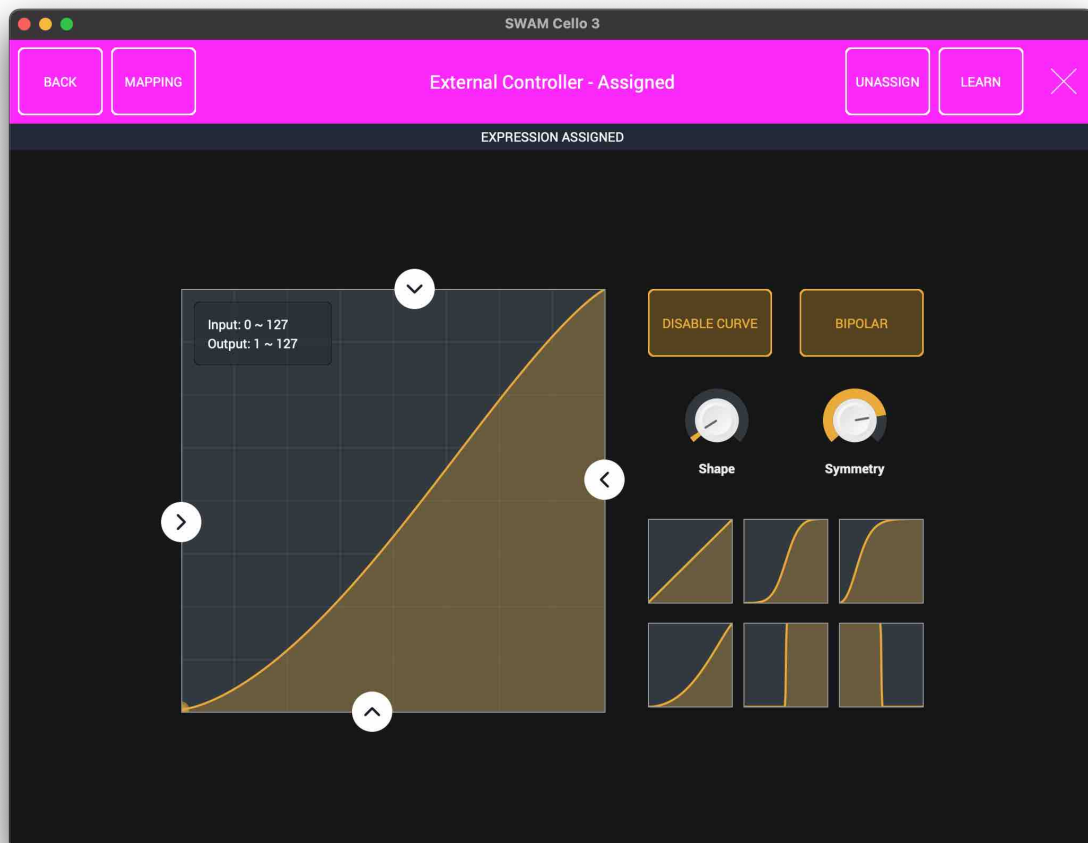 SWAM Cello 3
BACK
MAPPING
External Controller - Assigned
UNASSIGN
LEARN
EXPRESSION ASSIGNED
Input: 0 ~ 127
Output: 1 ~ 127
DISABLE CURVE
BIPOLAR
Shape
Symmetry